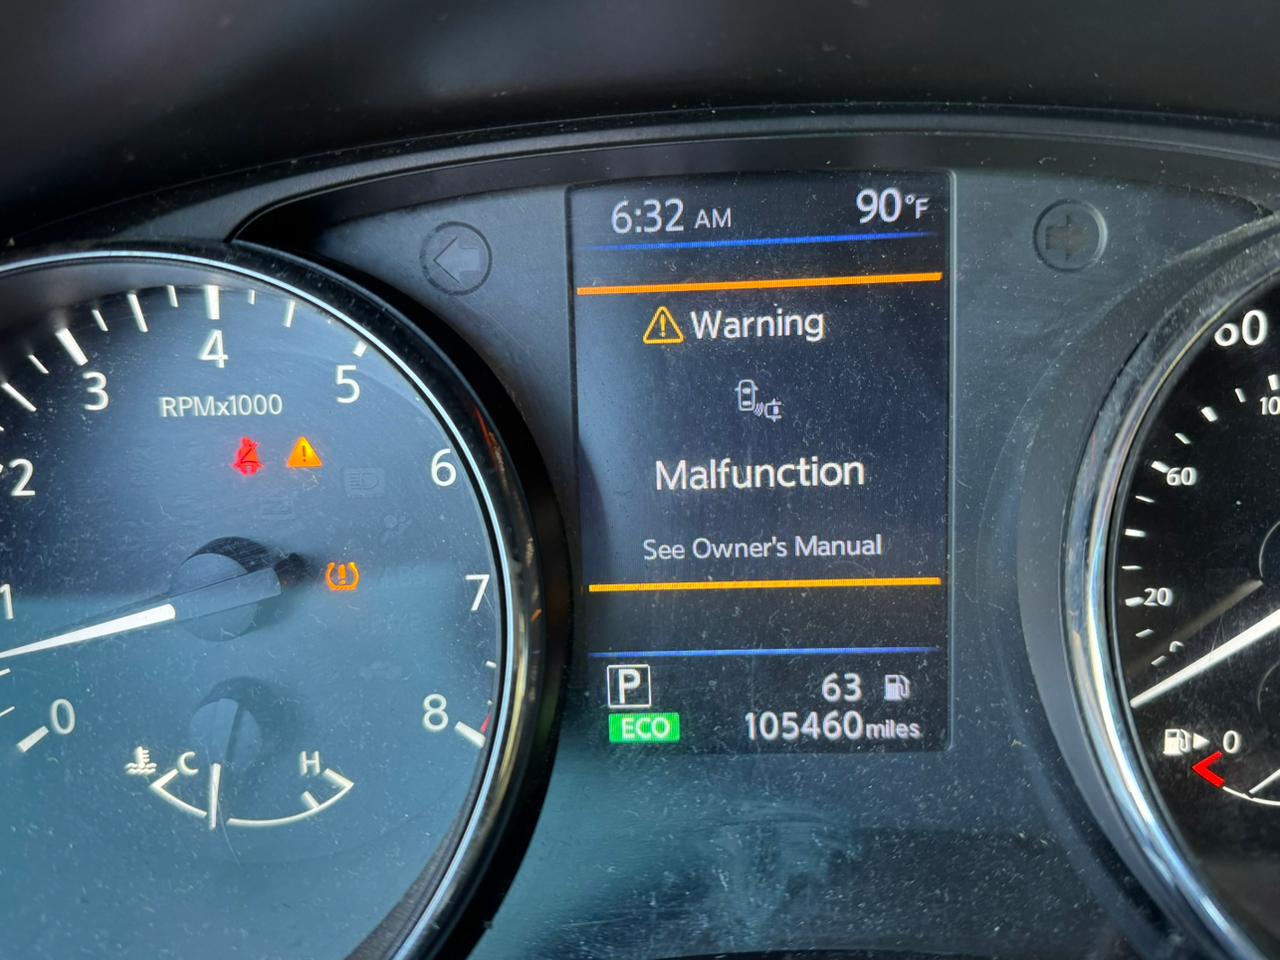 6:32 AM 90°F
Warning
Malfunction
See Owner's Manual
P 63
ECO 105460 miles
0
1
2
3
4
5
6
7
8
RPMx1000
C H
20
60
0